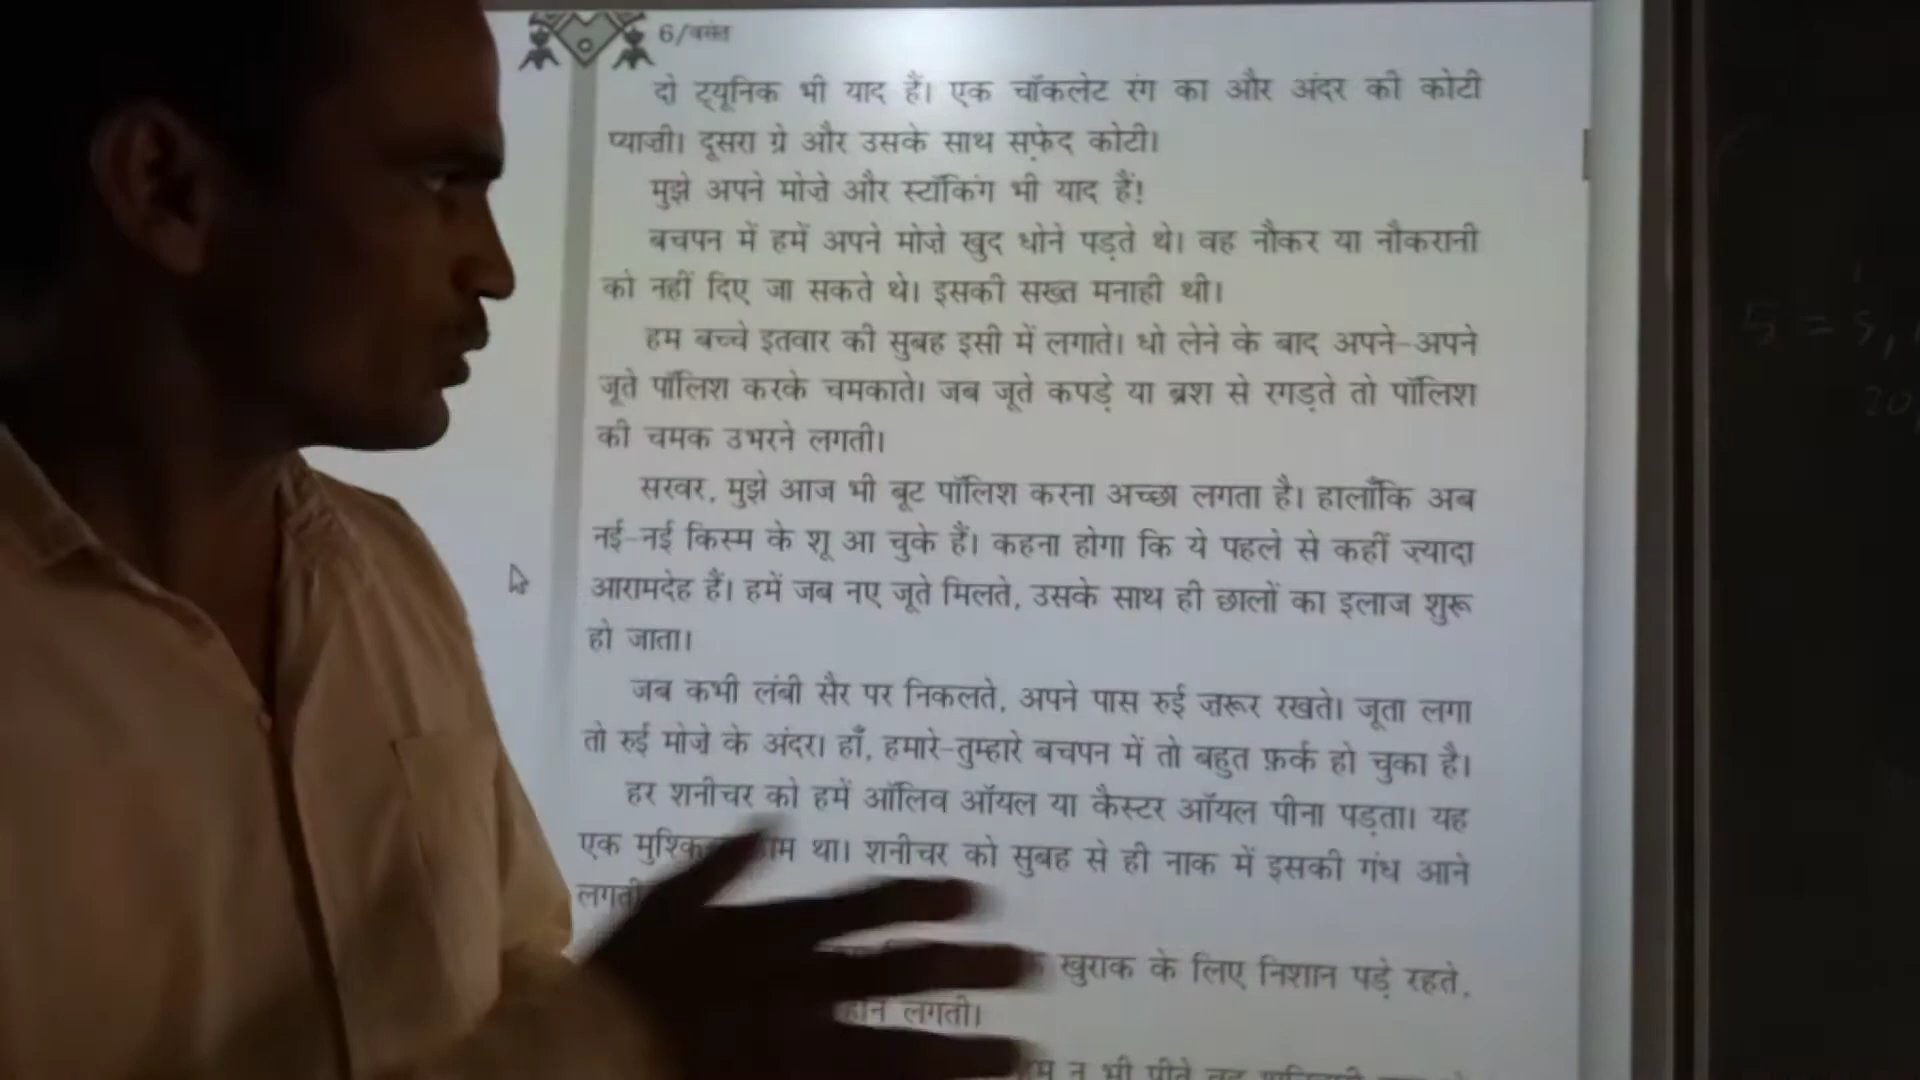 6/वसंत
दो ट्यूनिक भी याद हैं। एक चॉकलेट रंग का और अंदर की कोटी
प्याज़ी। दूसरा ग्रे और उसके साथ सफ़ेद कोटी।
मुझे अपने मोज़े और स्टॉकिंग भी याद हैं!
बचपन में हमें अपने मोज़े खुद धोने पड़ते थे। वह नौकर या नौकरानी
को नहीं दिए जा सकते थे। इसकी सख्त मनाही थी।
हम बच्चे इतवार की सुबह इसी में लगाते। धो लेने के बाद अपने-अपने
जूते पॉलिश करके चमकाते। जब जूते कपड़े या ब्रश से रगड़ते तो पॉलिश
की चमक उभरने लगती।
सरवर, मुझे आज भी बूट पॉलिश करना अच्छा लगता है। हालाँकि अब
नई-नई किस्म के शू आ चुके हैं। कहना होगा कि ये पहले से कहीं ज़्यादा
आरामदेह हैं। हमें जब नए जूते मिलते, उसके साथ ही छालों का इलाज शुरू
हो जाता।
जब कभी लंबी सैर पर निकलते, अपने पास रुई ज़रूर रखते। जूता लगा
तो रुई मोज़े के अंदर। हाँ, हमारे-तुम्हारे बचपन में तो बहुत फ़र्क हो चुका है।
हर शनीचर को हमें ऑलिव ऑयल या कैस्टर ऑयल पीना पड़ता। यह
एक था। शनीचर को सुबह से ही नाक में इसकी गंध आने
लगती
खुराक के लिए निशान पड़े रहते,
लगती।
न भी पीते